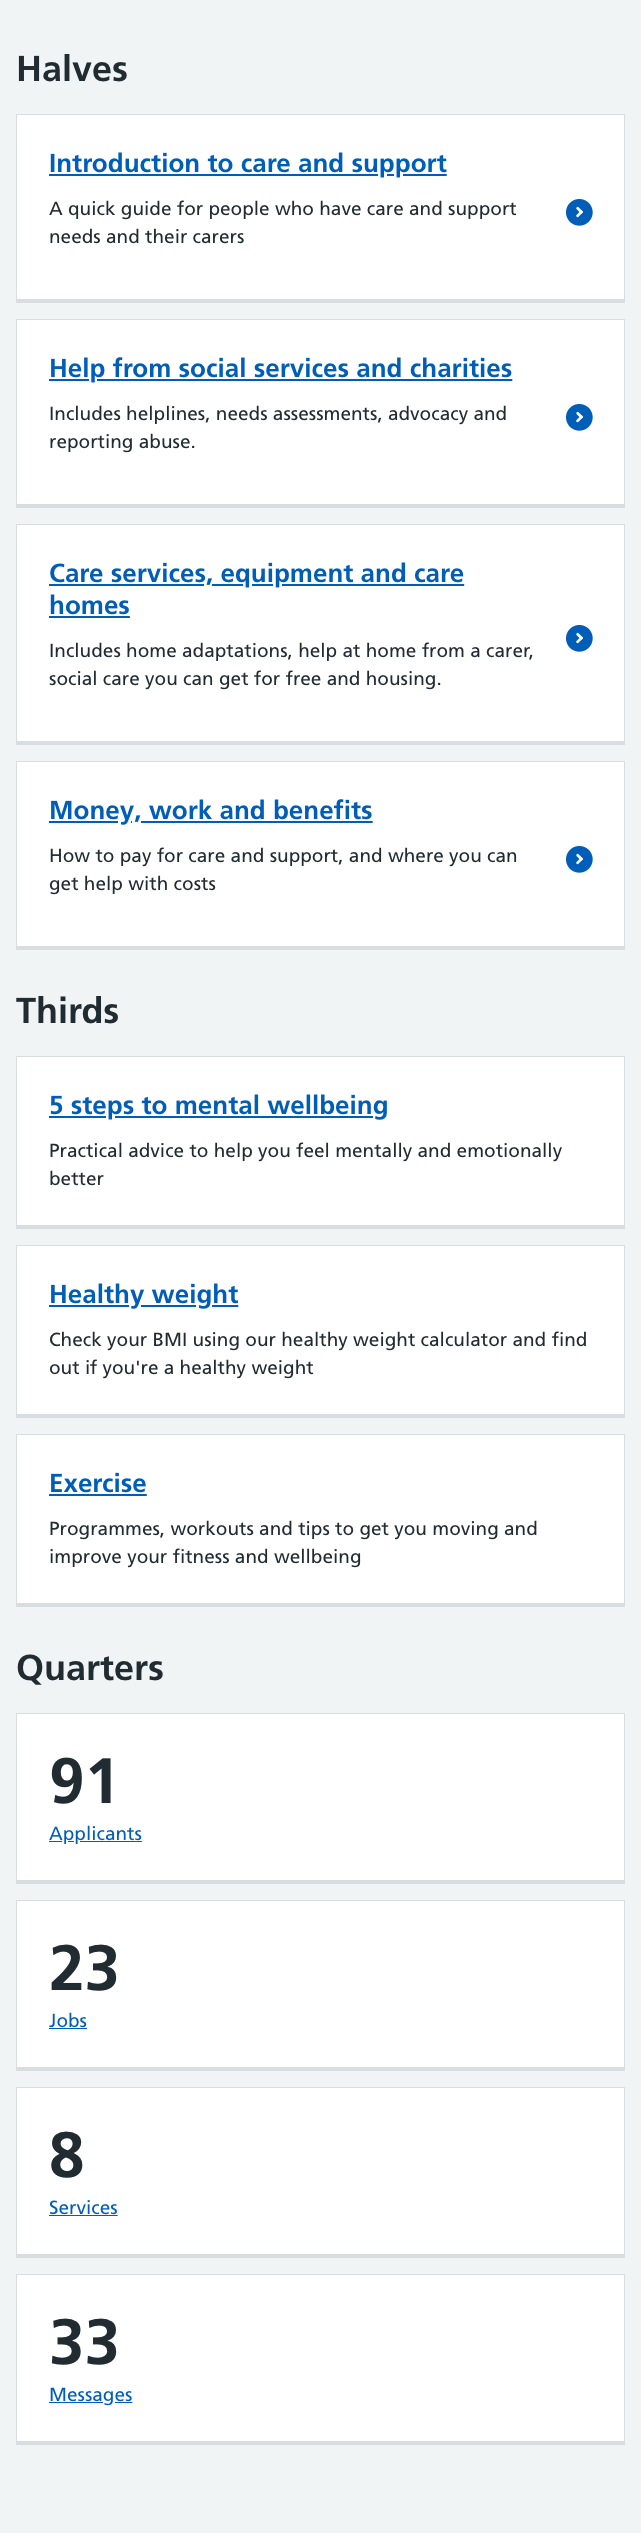 Halves
Introduction to care and support
A quick guide for people who have care and support
needs and their carers
Help from social services and charities
Includes helplines, needs assessments, advocacy and
reporting abuse.
Care services, equipment and care
homes
Includes home adaptations, help at home from a carer,
social care you can get for free and housing.
Money, work and benefits
How to pay for care and support, and where you can
get help with costs
Thirds
5 steps to mental wellbeing
Practical advice to help you feel mentally and emotionally
better
Healthy weight
Check your BMI using our healthy weight calculator and find
out if you're a healthy weight
Exercise
Programmes, workouts and tips to get you moving and
improve your fitness and wellbeing
Quarters
91
Applicants
23
Jobs
8
Services
33
Messages